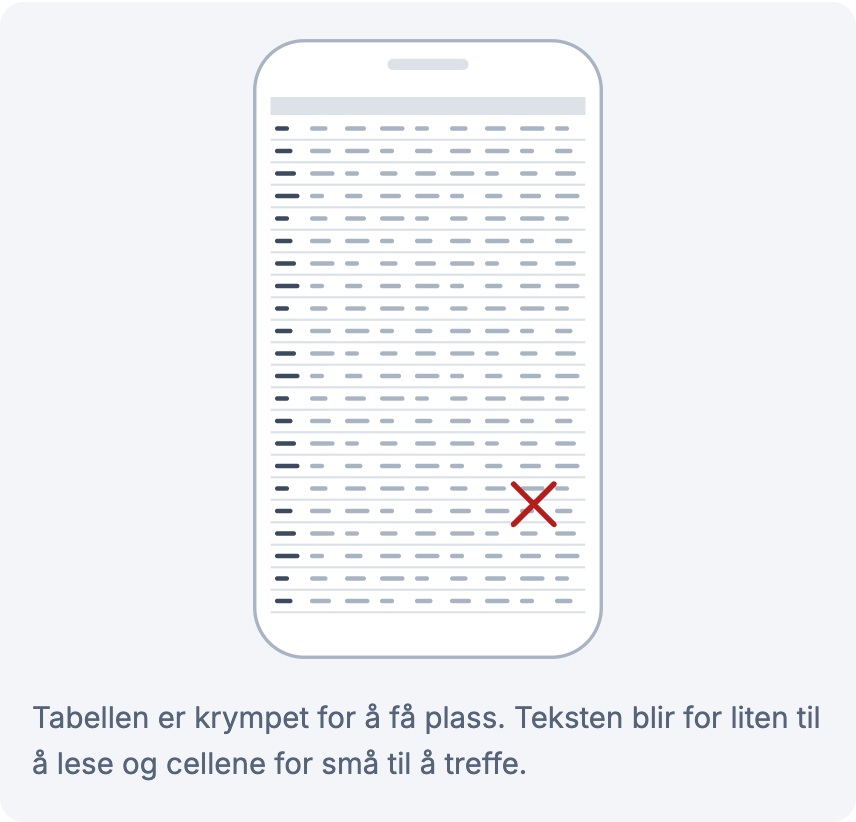 Tabellen er krympet for å få plass. Teksten blir for liten til
å lese og cellene for små til å treffe.